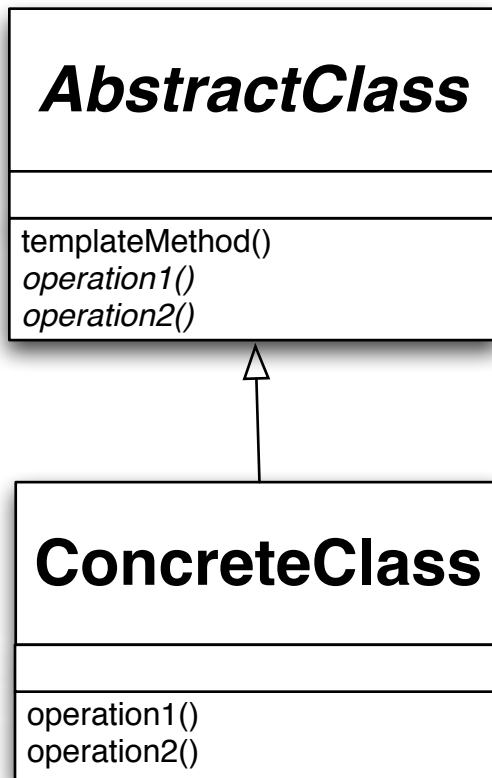 AbstractClass
templateMethod()
operation1()
operation2()
ConcreteClass
operation1()
operation2()